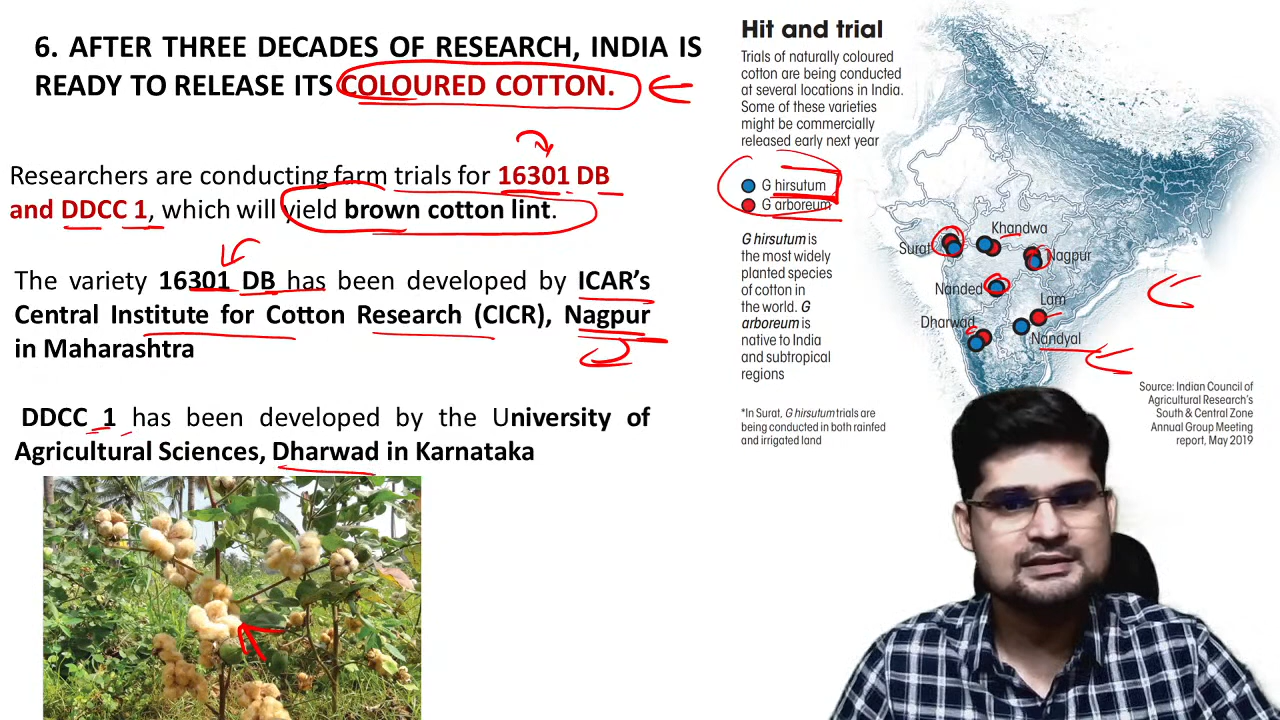 6. AFTER THREE DECADES OF RESEARCH, INDIA IS
READY TO RELEASE ITS COLOURED COTTON.
Researchers are conducting farm trials for 16301 DB
and DDCC 1, which will yield brown cotton lint.
The variety 16301 DB has been developed by ICAR's
Central Institute for Cotton Research (CICR), Nagpur
in Maharashtra
DDCC 1 has been developed by the University of
Agricultural Sciences, Dharwad in Karnataka
Hit and trial
Trials of naturally coloured
cotton are being conducted
at several locations in India.
Some of these varieties
might be commercially
released early next year
G hirsutum
G arboreum
G hirsutum is
the most widely
planted species
of cotton in
the world. G
arboreum is
native to India
and subtropical
regions
*In Surat, G hirsutum trials are
being conducted in both rainfed
and irrigated land
Khandwa
Surat
Nagpur
Nanded
Lam
Dharwad
Nandyal
Source: Indian Council of
Agricultural Research's
South & Central Zone
Annual Group Meeting
report, May 2019